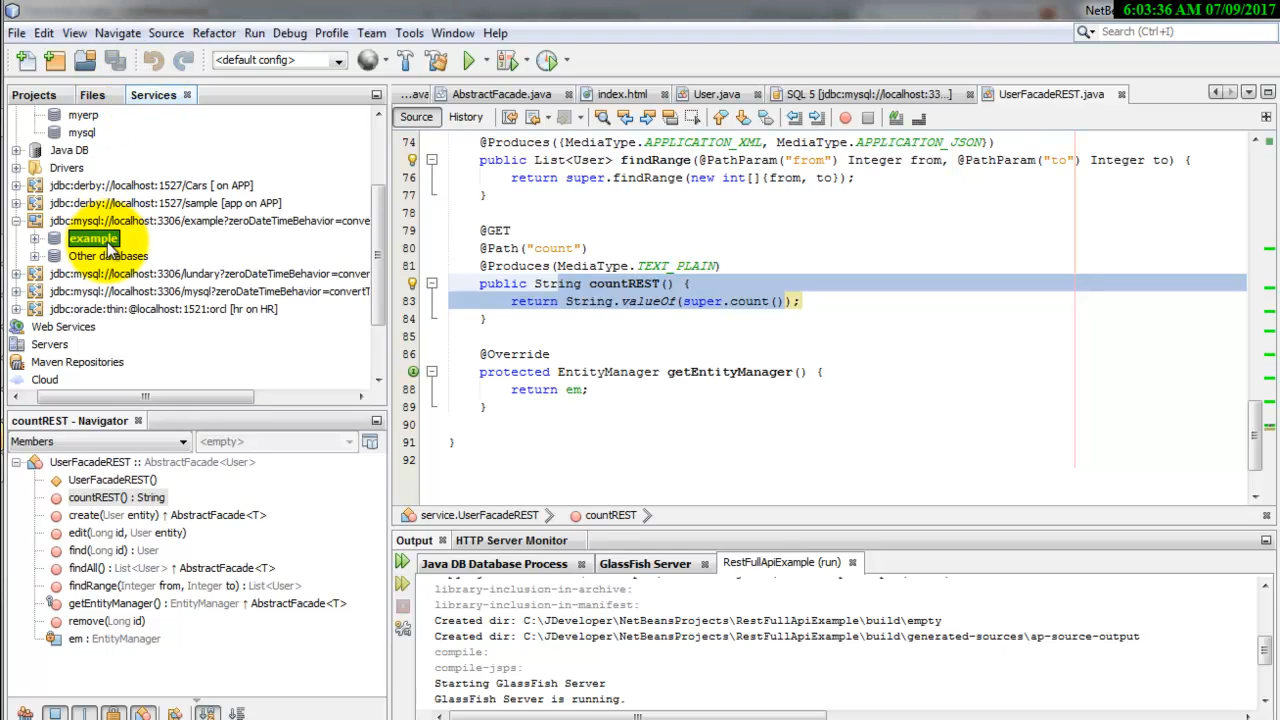 NetBe
6:03:36 AM 07/09/2017
File Edit View Navigate Source Refactor Run Debug Profile Team Tools Window Help
Search (Ctrl+I)
<default config>
Projects Files Services
...ava AbstractFacade.java index.html User.java SQL 5 [jdbc:mysql://localhost:33...] UserFacadeREST.java
Source History
myerp
mysql
Java DB
Drivers
jdbc:derby://localhost:1527/Cars [ on APP]
jdbc:derby://localhost:1527/sample [app on APP]
jdbc:mysql://localhost:3306/example?zeroDateTimeBehavior=conver
example
Other databases
jdbc:mysql://localhost:3306/lundary?zeroDateTimeBehavior=conver
jdbc:mysql://localhost:3306/mysql?zeroDateTimeBehavior=convertT
jdbc:oracle:thin:@localhost:1521:orcl [hr on HR]
Web Services
Servers
Maven Repositories
Cloud
74 @Produces({MediaType.APPLICATION_XML, MediaType.APPLICATION_JSON})
public List<User> findRange(@PathParam("from") Integer from, @PathParam("to") Integer to) {
76 return super.findRange(new int[]{from, to});
77 }
78
79 @GET
80 @Path("count")
81 @Produces(MediaType.TEXT_PLAIN)
public String countREST() {
83 return String.valueOf(super.count());
84 }
85
86 @Override
protected EntityManager getEntityManager() {
88 return em;
89 }
90
91 }
92
countREST - Navigator
Members <empty>
UserFacadeREST :: AbstractFacade<User>
UserFacadeREST()
countREST() : String
create(User entity) ↑ AbstractFacade<T>
edit(Long id, User entity)
find(Long id) : User
findAll() : List<User> ↑ AbstractFacade<T>
findRange(Integer from, Integer to) : List<User>
getEntityManager() : EntityManager ↑ AbstractFacade<T>
remove(Long id)
em : EntityManager
service.UserFacadeREST countREST
Output HTTP Server Monitor
Java DB Database Process GlassFish Server RestFullApiExample (run)
library-inclusion-in-archive:
library-inclusion-in-manifest:
Created dir: C:\JDeveloper\NetBeansProjects\RestFullApiExample\build\empty
Created dir: C:\JDeveloper\NetBeansProjects\RestFullApiExample\build\generated-sources\ap-source-output
compile:
compile-jsps:
Starting GlassFish Server
GlassFish Server is running.